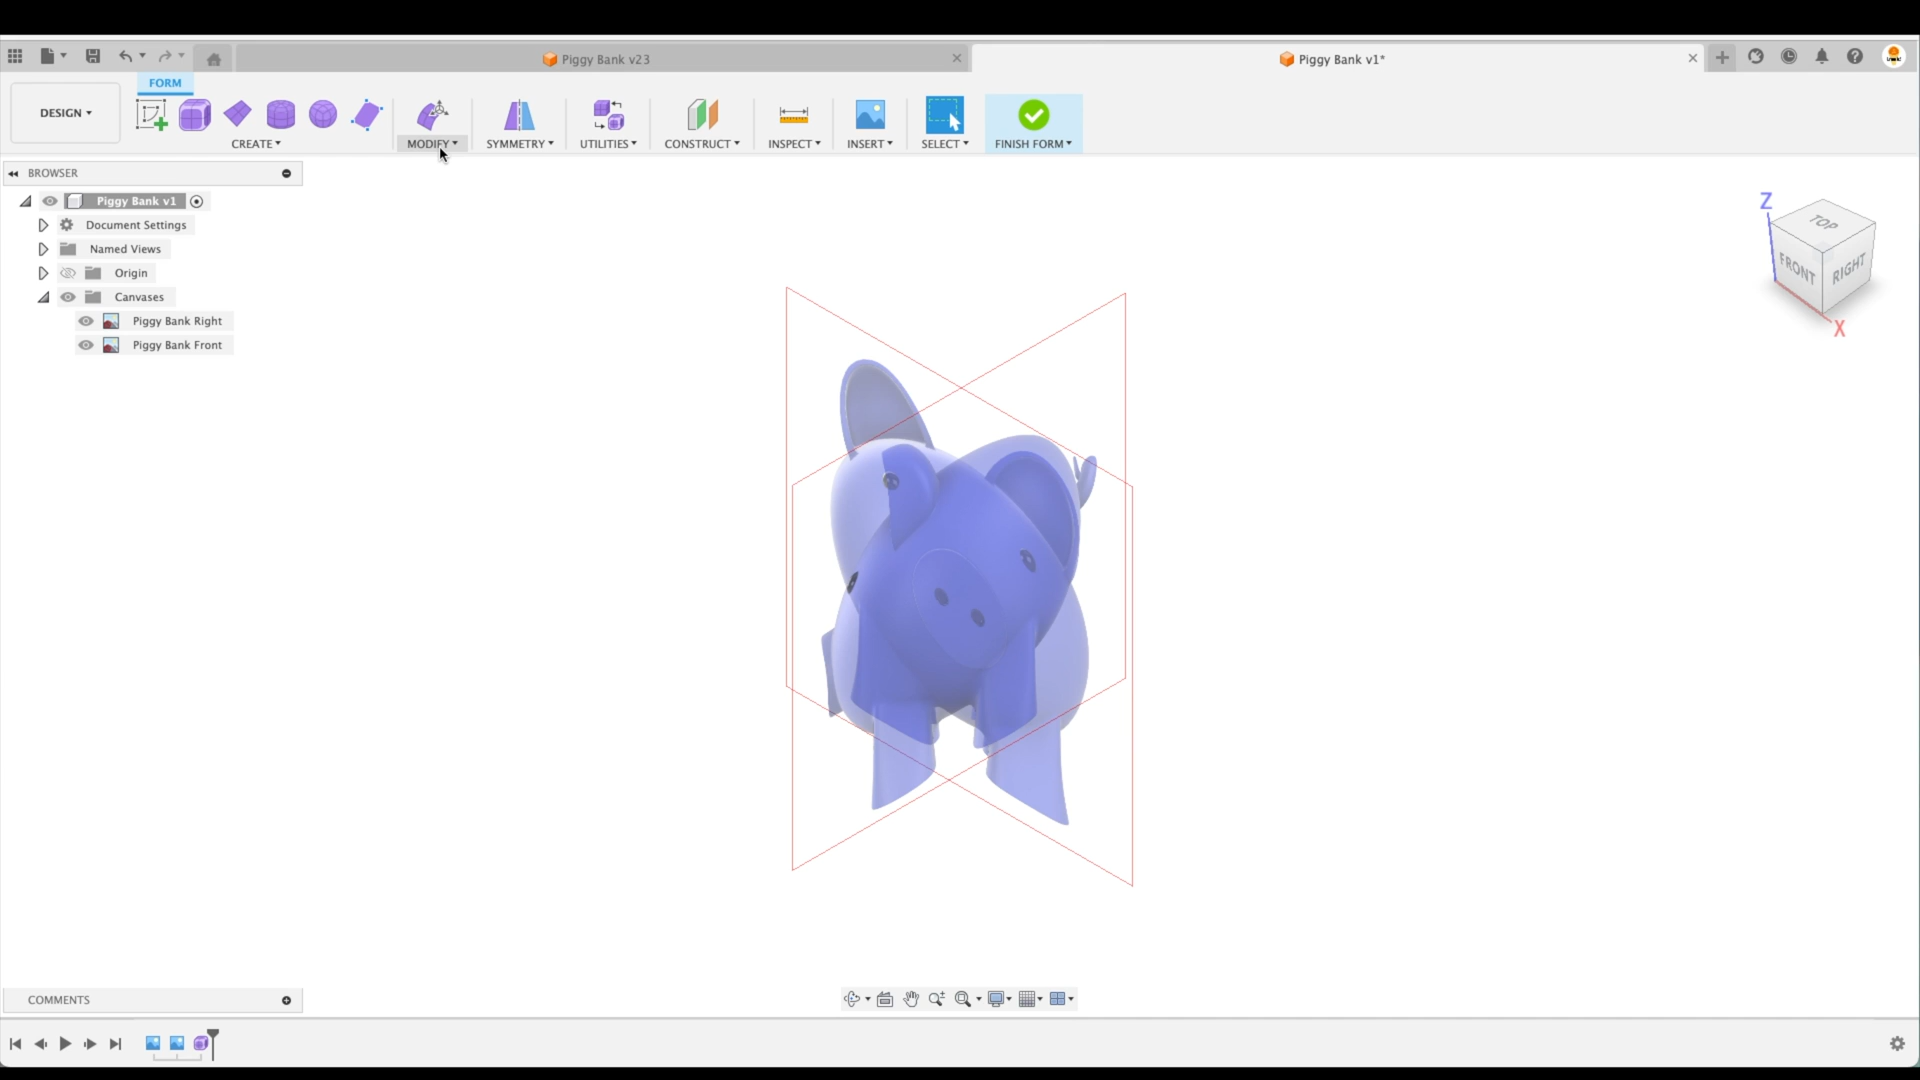 Piggy Bank v23
Piggy Bank v1*
FORM
DESIGN
CREATE
MODIFY
SYMMETRY
UTILITIES
CONSTRUCT
INSPECT
INSERT
SELECT
FINISH FORM
BROWSER
Piggy Bank v1
Document Settings
Named Views
Origin
Canvases
Piggy Bank Right
Piggy Bank Front
Z
TOP
FRONT
RIGHT
X
COMMENTS